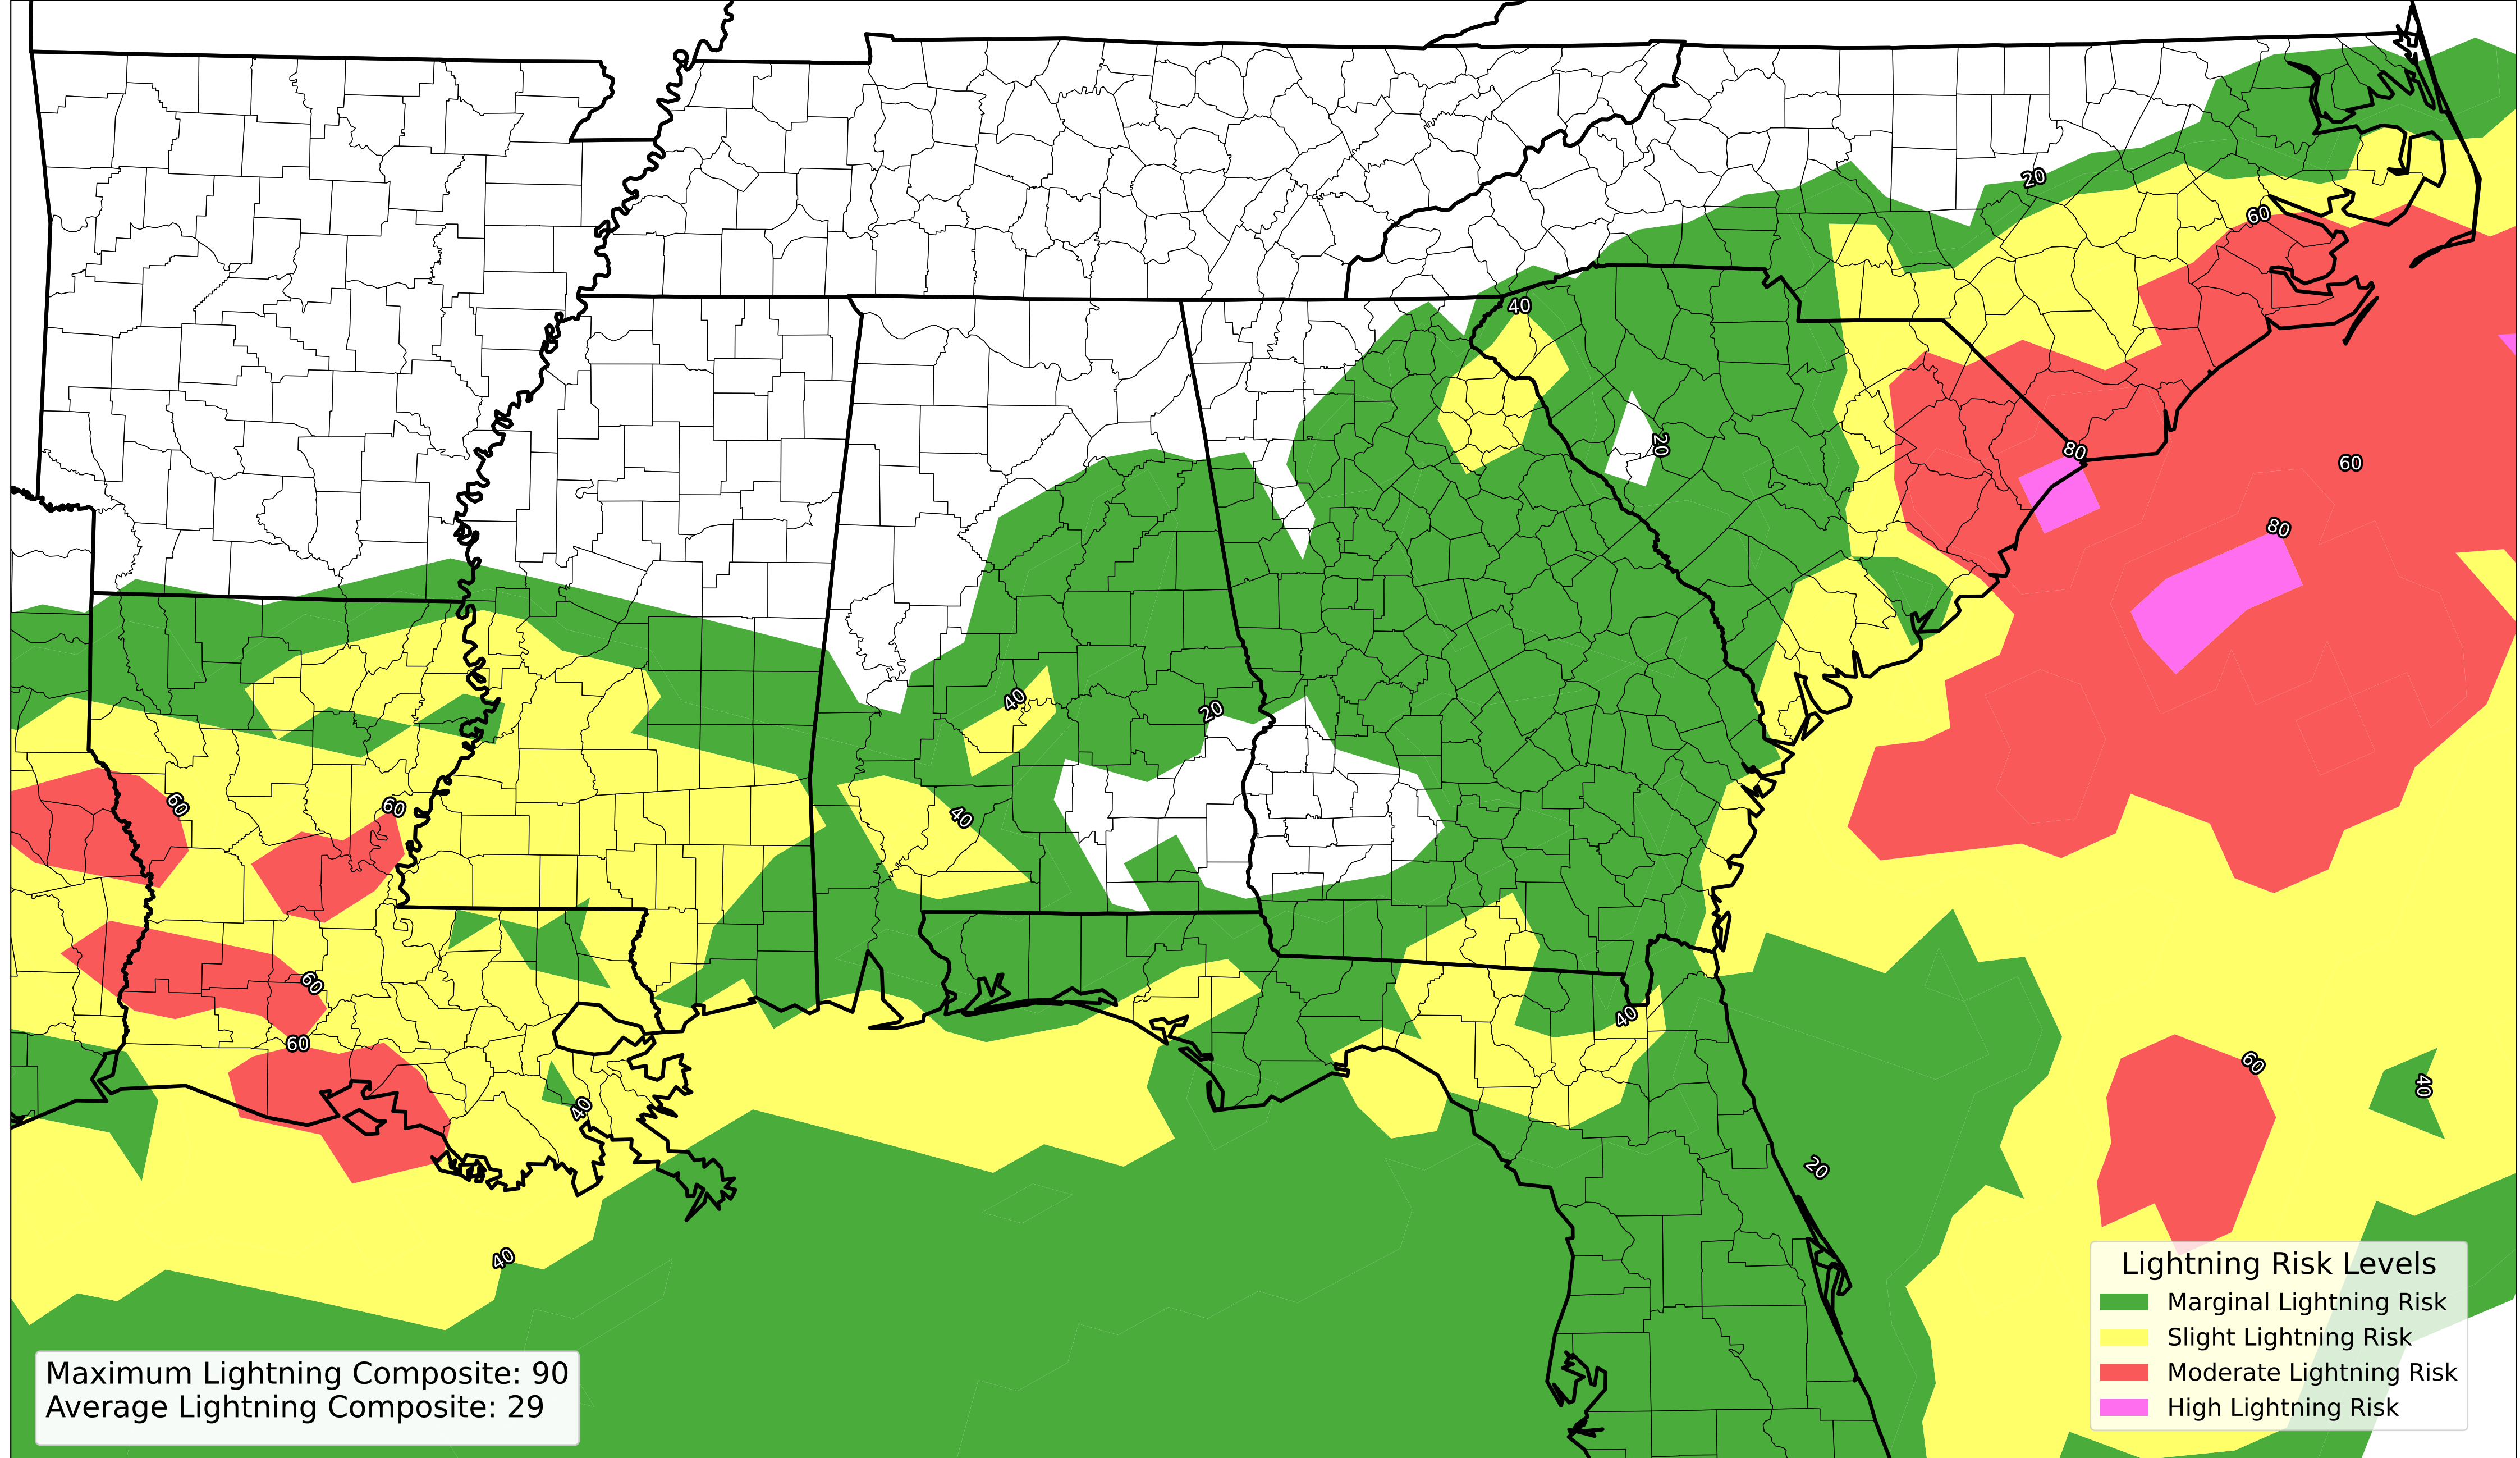 20
60
40
20
80
60
80
40
20
60
60
40
60
40
60
40
60
40
20
40
Lightning Risk Levels
Marginal Lightning Risk
Slight Lightning Risk
Moderate Lightning Risk
High Lightning Risk
Maximum Lightning Composite: 90
Average Lightning Composite: 29